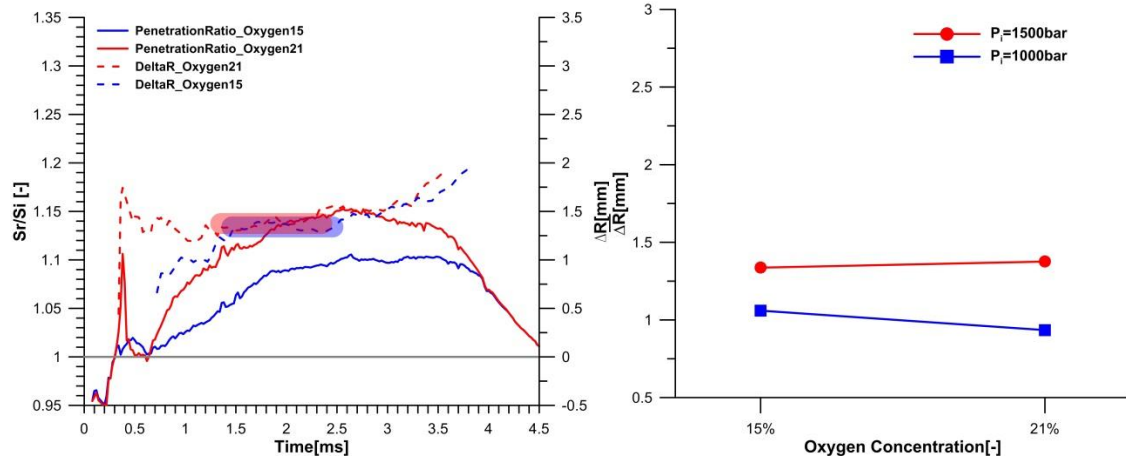 1.35
1.3
1.25
1.2
1.15
1.1
1.05
1
0.95
Sr/Si [-]
PenetrationRatio_Oxygen15
PenetrationRatio_Oxygen21
DeltaR_Oxygen21
DeltaR_Oxygen15
3.5
3
2.5
2
1.5
1
0.5
0
-0.5
ΔR[mm]
0 0.5 1 1.5 2 2.5 3 3.5 4 4.5
Time[ms]
3
2.5
2
1.5
1
0.5
ΔR[mm]
Pi=1500bar
Pi=1000bar
15% 21%
Oxygen Concentration[-]